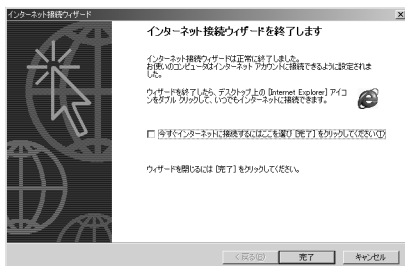 インターネット接続ウィザード
インターネット接続ウィザードを終了します
インターネット接続ウィザードは正常に終了しました。
お使いのコンピュータはインターネット アカウントに接続できるように設定されま
した。
ウィザードを終了したら、デスクトップ上の [Internet Explorer] アイコ
ンをダブル クリックして、いつでもインターネットに接続できます。
今すぐインターネットに接続するにはここを選び [完了] をクリックしてください(T)
ウィザードを閉じるには [完了] をクリックしてください。
< 戻る(B)
完了
キャンセル